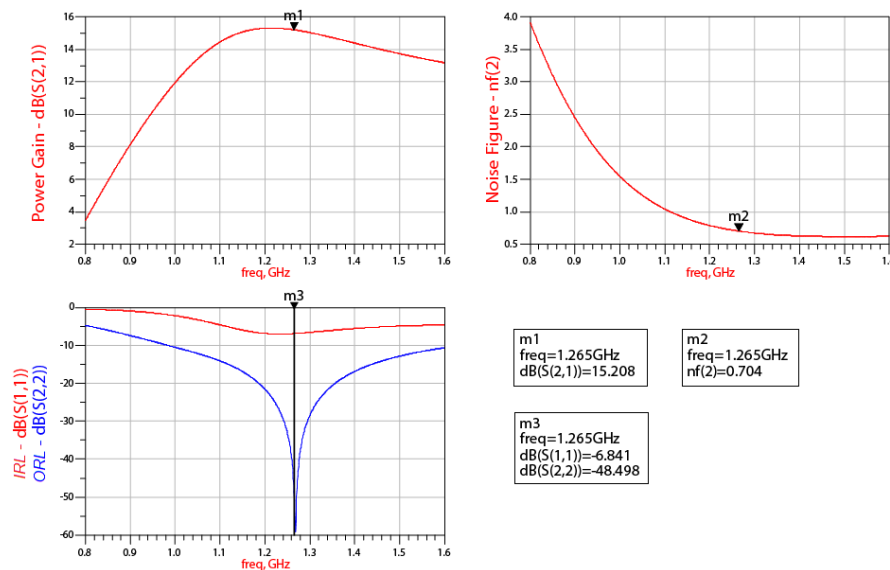 m1
16
14
12
10
8
6
4
2
Power Gain - dB(S(2,1))
0.8 0.9 1.0 1.1 1.2 1.3 1.4 1.5 1.6
freq, GHz
4.0
3.5
3.0
2.5
2.0
1.5
1.0
0.5
Noise Figure - nf(2)
m2
0.8 0.9 1.0 1.1 1.2 1.3 1.4 1.5 1.6
freq, GHz
m3
0
-10
-20
-30
-40
-50
-60
IRL - dB(S(1,1))
ORL - dB(S(2,2))
0.8 0.9 1.0 1.1 1.2 1.3 1.4 1.5 1.6
freq, GHz
m1
freq=1.265GHz
dB(S(2,1))=15.208
m2
freq=1.265GHz
nf(2)=0.704
m3
freq=1.265GHz
dB(S(1,1))=-6.841
dB(S(2,2))=-48.498